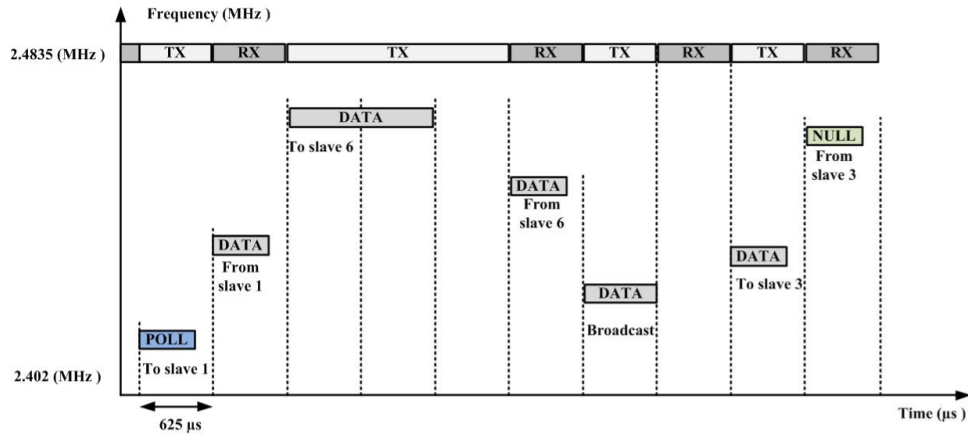 Frequency (MHz )
2.4835 (MHz )
TX
RX
TX
RX
TX
RX
TX
RX
DATA
To slave 6
NULL
From
slave 3
DATA
From
slave 6
DATA
From
slave 1
DATA
To slave 3
DATA
Broadcast
POLL
To slave 1
2.402 (MHz )
625 µs
Time (µs )